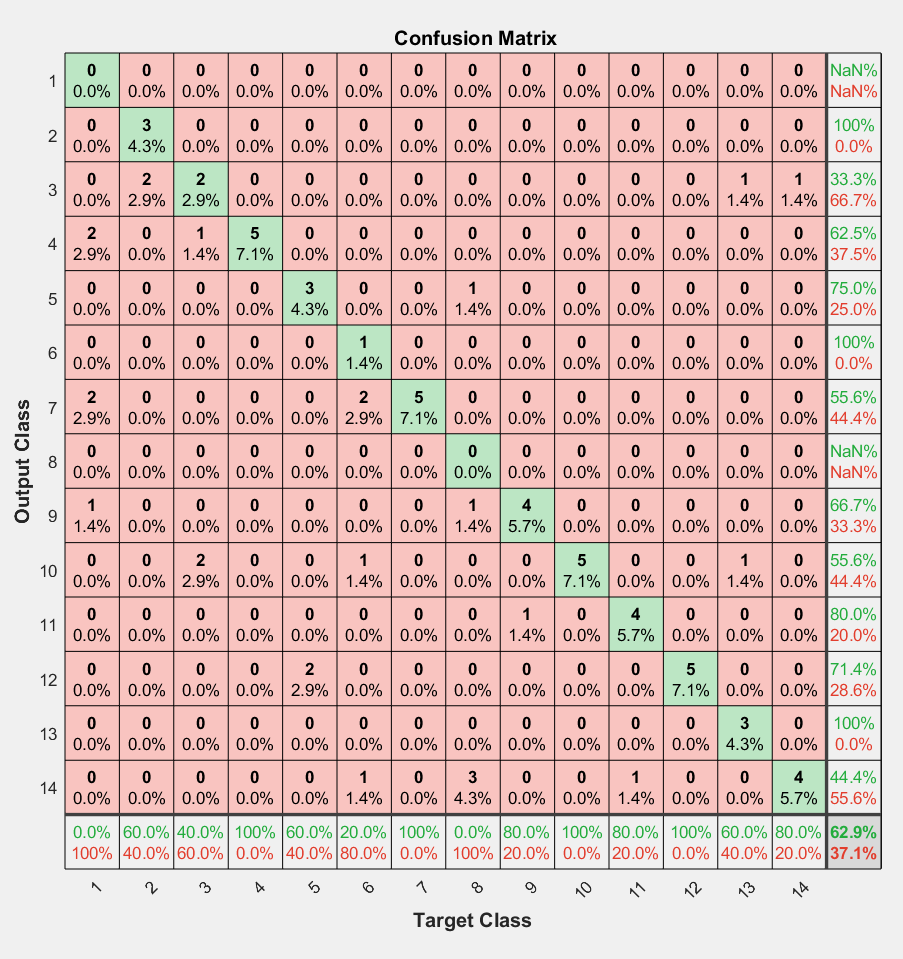 Confusion Matrix
1 0 0 0 0 0 0 0 0 0 0 0 0 0 0 NaN%
0.0% 0.0% 0.0% 0.0% 0.0% 0.0% 0.0% 0.0% 0.0% 0.0% 0.0% 0.0% 0.0% 0.0% NaN%
2 0 3 0 0 0 0 0 0 0 0 0 0 0 0 100%
0.0% 4.3% 0.0% 0.0% 0.0% 0.0% 0.0% 0.0% 0.0% 0.0% 0.0% 0.0% 0.0% 0.0% 0.0%
3 0 2 2 0 0 0 0 0 0 0 0 0 1 1 33.3%
0.0% 2.9% 2.9% 0.0% 0.0% 0.0% 0.0% 0.0% 0.0% 0.0% 0.0% 0.0% 1.4% 1.4% 66.7%
4 2 0 1 5 0 0 0 0 0 0 0 0 0 0 62.5%
2.9% 0.0% 1.4% 7.1% 0.0% 0.0% 0.0% 0.0% 0.0% 0.0% 0.0% 0.0% 0.0% 0.0% 37.5%
5 0 0 0 0 3 0 0 1 0 0 0 0 0 0 75.0%
0.0% 0.0% 0.0% 0.0% 4.3% 0.0% 0.0% 1.4% 0.0% 0.0% 0.0% 0.0% 0.0% 0.0% 25.0%
6 0 0 0 0 0 1 0 0 0 0 0 0 0 0 100%
0.0% 0.0% 0.0% 0.0% 0.0% 1.4% 0.0% 0.0% 0.0% 0.0% 0.0% 0.0% 0.0% 0.0% 0.0%
7 2 0 0 0 0 2 5 0 0 0 0 0 0 0 55.6%
2.9% 0.0% 0.0% 0.0% 0.0% 2.9% 7.1% 0.0% 0.0% 0.0% 0.0% 0.0% 0.0% 0.0% 44.4%
8 0 0 0 0 0 0 0 0 0 0 0 0 0 0 NaN%
0.0% 0.0% 0.0% 0.0% 0.0% 0.0% 0.0% 0.0% 0.0% 0.0% 0.0% 0.0% 0.0% 0.0% NaN%
9 1 0 0 0 0 0 0 1 4 0 0 0 0 0 66.7%
1.4% 0.0% 0.0% 0.0% 0.0% 0.0% 0.0% 1.4% 5.7% 0.0% 0.0% 0.0% 0.0% 0.0% 33.3%
10 0 0 2 0 0 1 0 0 0 5 0 0 1 0 55.6%
0.0% 0.0% 2.9% 0.0% 0.0% 1.4% 0.0% 0.0% 0.0% 7.1% 0.0% 0.0% 1.4% 0.0% 44.4%
11 0 0 0 0 0 0 0 0 1 0 4 0 0 0 80.0%
0.0% 0.0% 0.0% 0.0% 0.0% 0.0% 0.0% 0.0% 1.4% 0.0% 5.7% 0.0% 0.0% 0.0% 20.0%
12 0 0 0 0 2 0 0 0 0 0 0 5 0 0 71.4%
0.0% 0.0% 0.0% 0.0% 2.9% 0.0% 0.0% 0.0% 0.0% 0.0% 0.0% 7.1% 0.0% 0.0% 28.6%
13 0 0 0 0 0 0 0 0 0 0 0 0 3 0 100%
0.0% 0.0% 0.0% 0.0% 0.0% 0.0% 0.0% 0.0% 0.0% 0.0% 0.0% 0.0% 4.3% 0.0% 0.0%
14 0 0 0 0 0 1 0 3 0 0 1 0 0 4 44.4%
0.0% 0.0% 0.0% 0.0% 0.0% 1.4% 0.0% 4.3% 0.0% 0.0% 1.4% 0.0% 0.0% 5.7% 55.6%
0.0% 60.0% 40.0% 100% 60.0% 20.0% 100% 0.0% 80.0% 100% 80.0% 100% 60.0% 80.0% 62.9%
100% 40.0% 60.0% 0.0% 40.0% 80.0% 0.0% 100% 20.0% 0.0% 20.0% 0.0% 40.0% 20.0% 37.1%
1 2 3 4 5 6 7 8 9 10 11 12 13 14
Target Class
Output Class